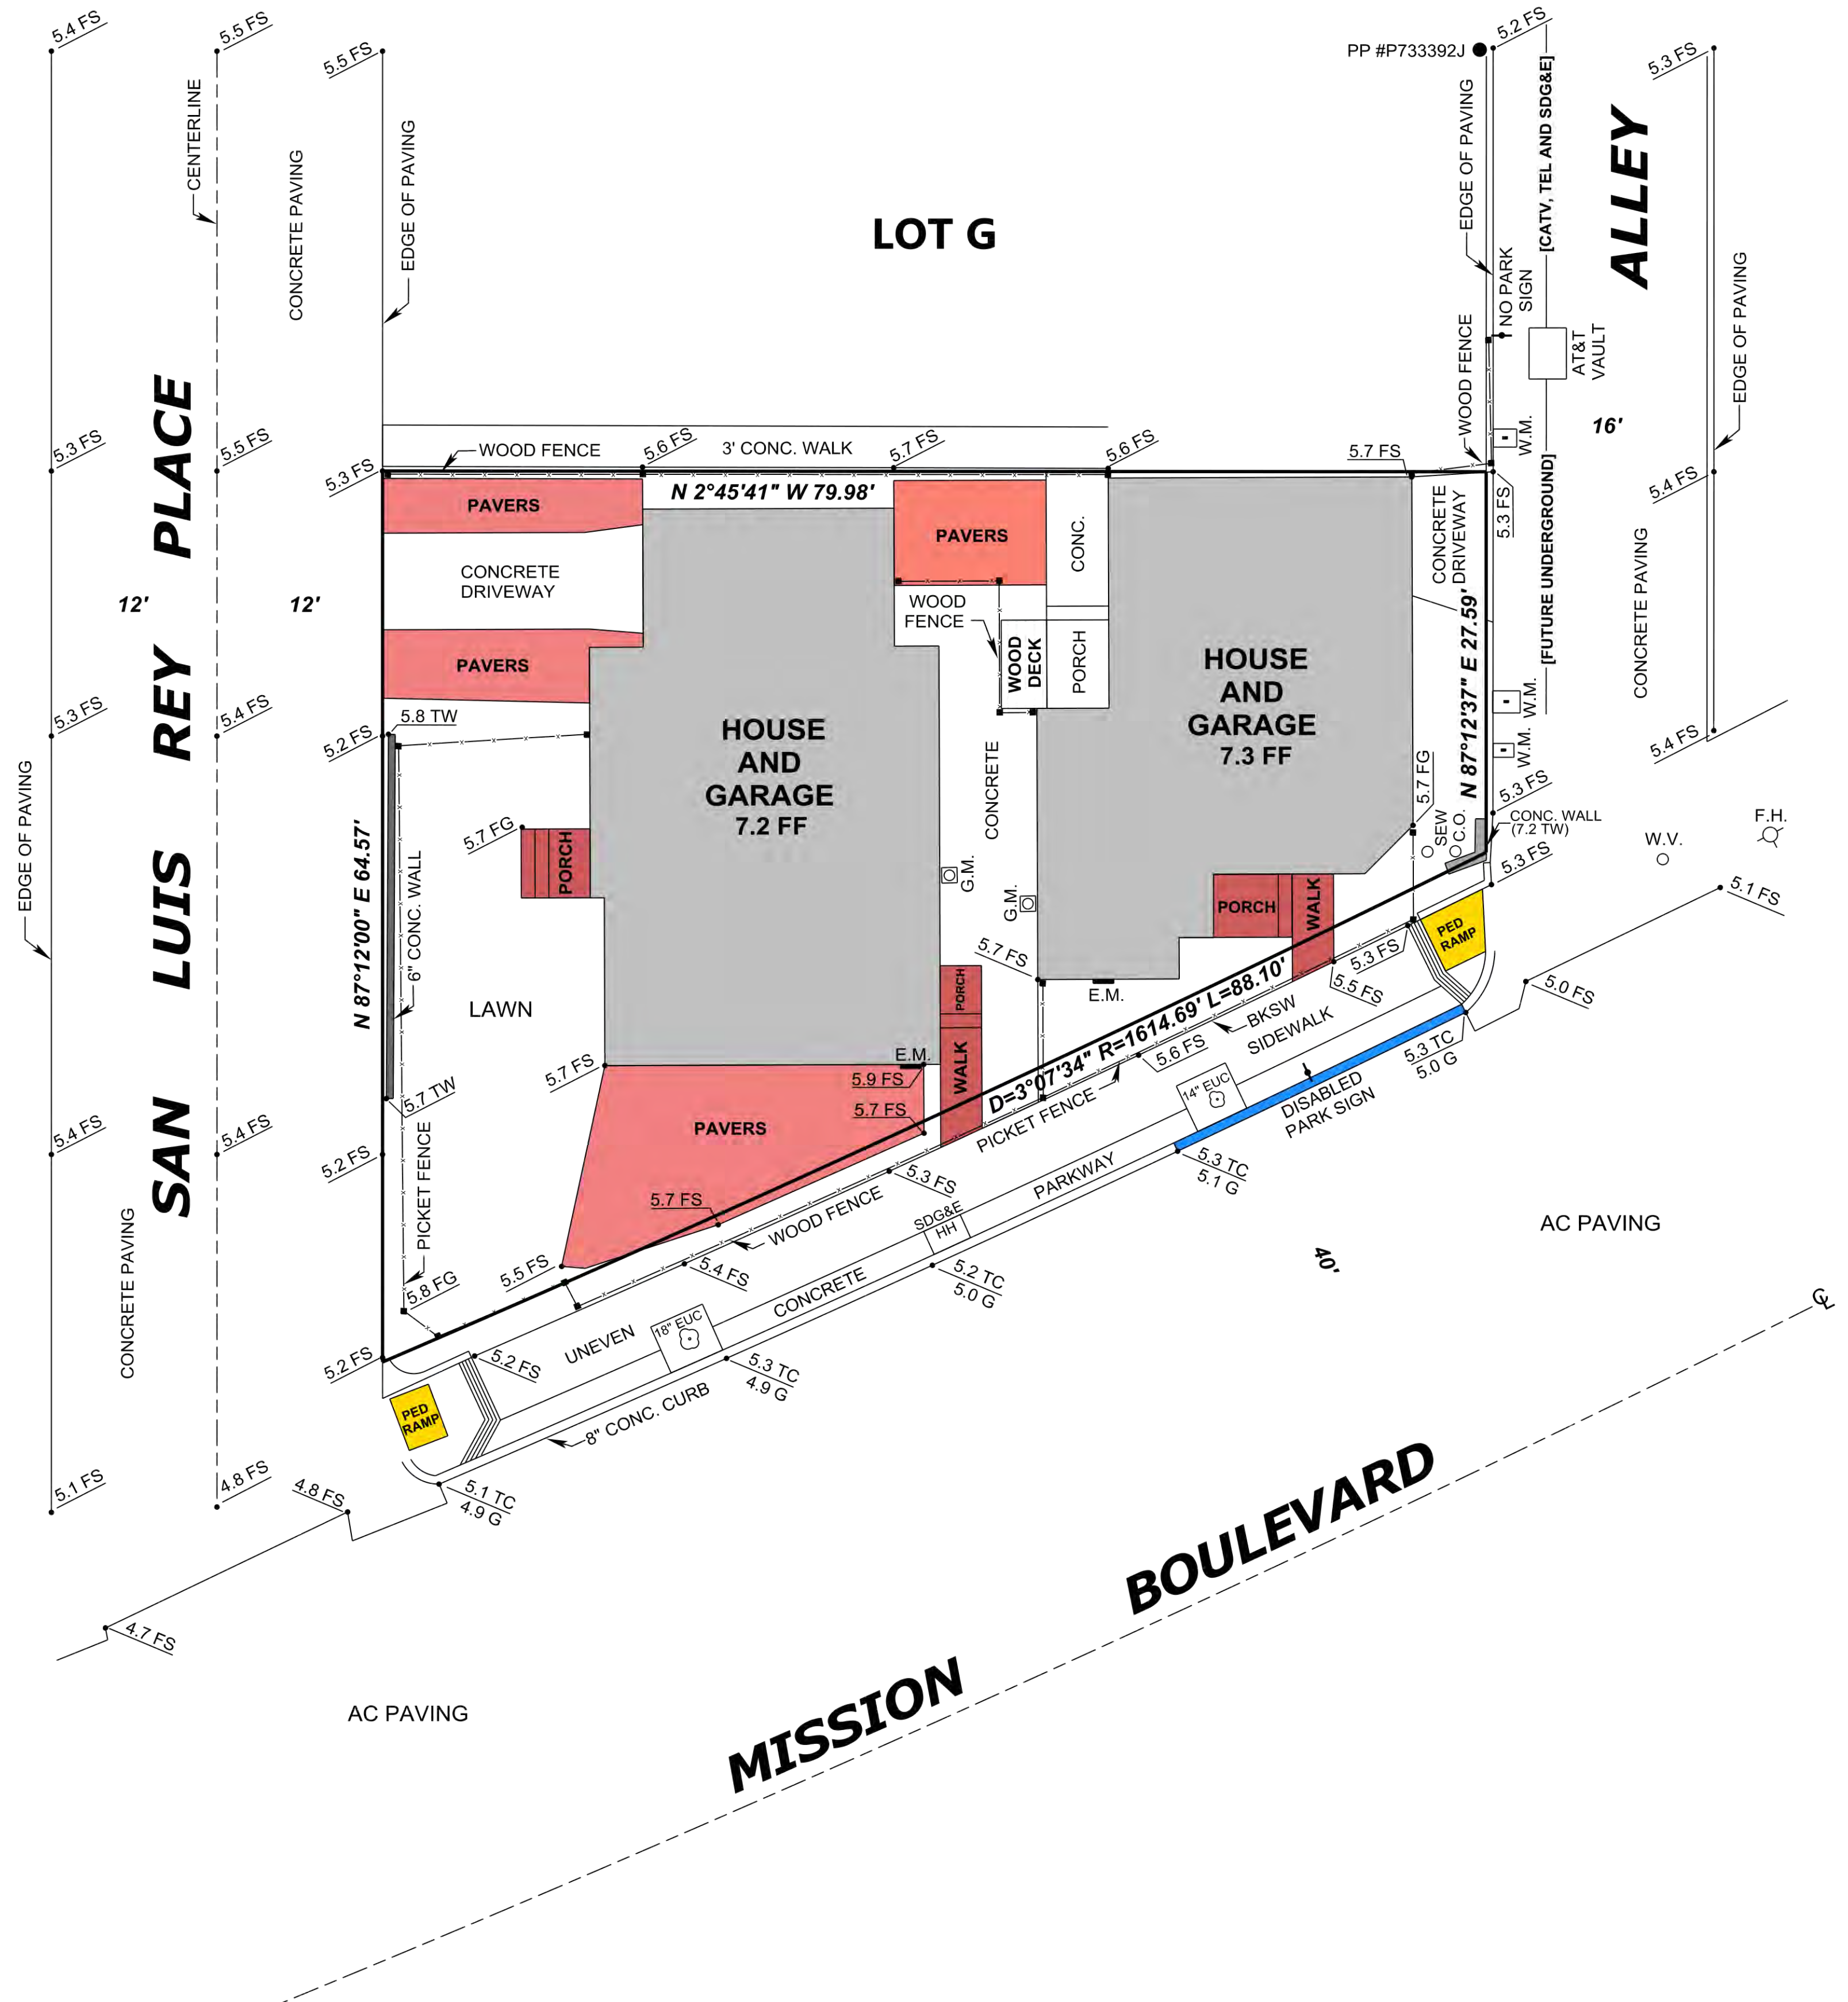 5.4 FS
5.5 FS
5.5 FS
PP #P733392J
5.2 FS
5.3 FS
CENTERLINE
CONCRETE PAVING
EDGE OF PAVING
LOT G
EDGE OF PAVING
[CATV, TEL AND SDG&E]
ALLEY
NO PARK
SIGN
WOOD FENCE
AT&T
VAULT
EDGE OF PAVING
16'
W.M.
5.3 FS
5.5 FS
5.3 FS
WOOD FENCE
5.6 FS
3' CONC. WALK
5.7 FS
5.6 FS
5.7 FS
5.3 FS
5.4 FS
N 2°45'41" W 79.98'
PAVERS
PAVERS
CONC.
CONCRETE
DRIVEWAY
CONCRETE
DRIVEWAY
[FUTURE UNDERGROUND]
CONCRETE PAVING
12'
12'
WOOD
FENCE
WOOD
DECK
PORCH
HOUSE
AND
GARAGE
7.3 FF
N 87°12'37" E 27.59'
PAVERS
SAN LUIS REY PLACE
5.3 FS
5.4 FS
5.2 FS
5.8 TW
HOUSE
AND
GARAGE
7.2 FF
CONCRETE
W.M.
W.M.
5.4 FS
EDGE OF PAVING
5.7 FG
PORCH
5.7 FG
SEW
C.O.
5.3 FS
CONC. WALL
(7.2 TW)
5.3 FS
W.V.
F.H.
5.1 FS
N 87°12'00" E 64.57'
6" CONC. WALL
G.M.
G.M.
PORCH
WALK
PED
RAMP
LAWN
5.7 FS
PORCH
E.M.
5.3 FS
5.5 FS
5.0 FS
D=3°07'34" R=1614.69' L=88.10'
BKSW
SIDEWALK
5.6 FS
5.3 TC
5.0 G
5.7 FS
E.M.
5.9 FS
WALK
5.7 FS
14" EUC
DISABLED
PARK SIGN
5.7 TW
PAVERS
PICKET FENCE
5.4 FS
5.4 FS
5.2 FS
PICKET FENCE
5.7 FS
5.3 FS
WOOD FENCE
PARKWAY
5.3 TC
5.1 G
SDG&E
HH
AC PAVING
CONCRETE PAVING
5.8 FG
5.5 FS
5.4 FS
5.2 TC
5.0 G
40'
CONCRETE
UNEVEN
18" EUC
5.2 FS
5.2 FS
5.3 TC
4.9 G
PED
RAMP
8" CONC. CURB
5.1 FS
4.8 FS
4.8 FS
5.1 TC
4.9 G
4.7 FS
AC PAVING
MISSION BOULEVARD
CL